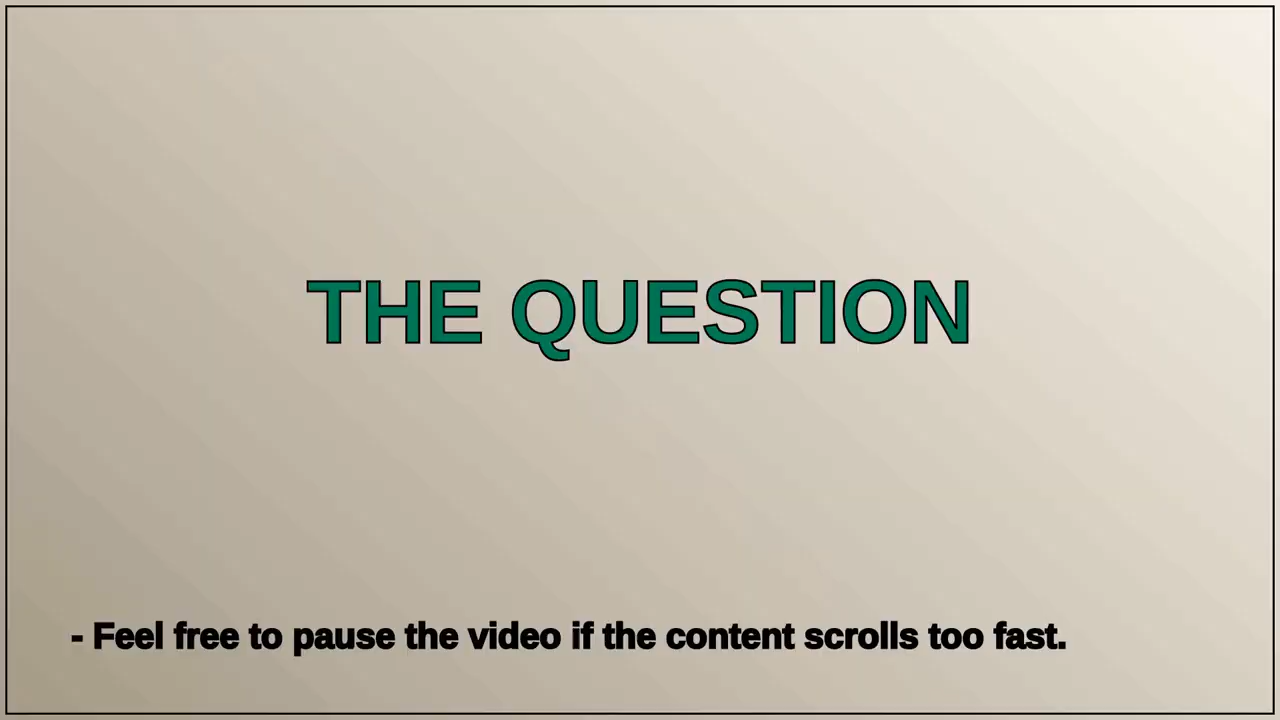 THE QUESTION
- Feel free to pause the video if the content scrolls too fast.